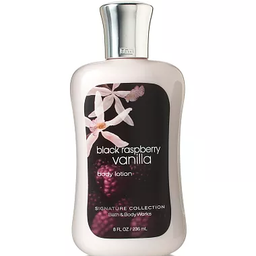 black raspberry
vanilla
body lotion
SIGNATURE COLLECTION
Bath & Body Works
8 FL OZ / 236 mL